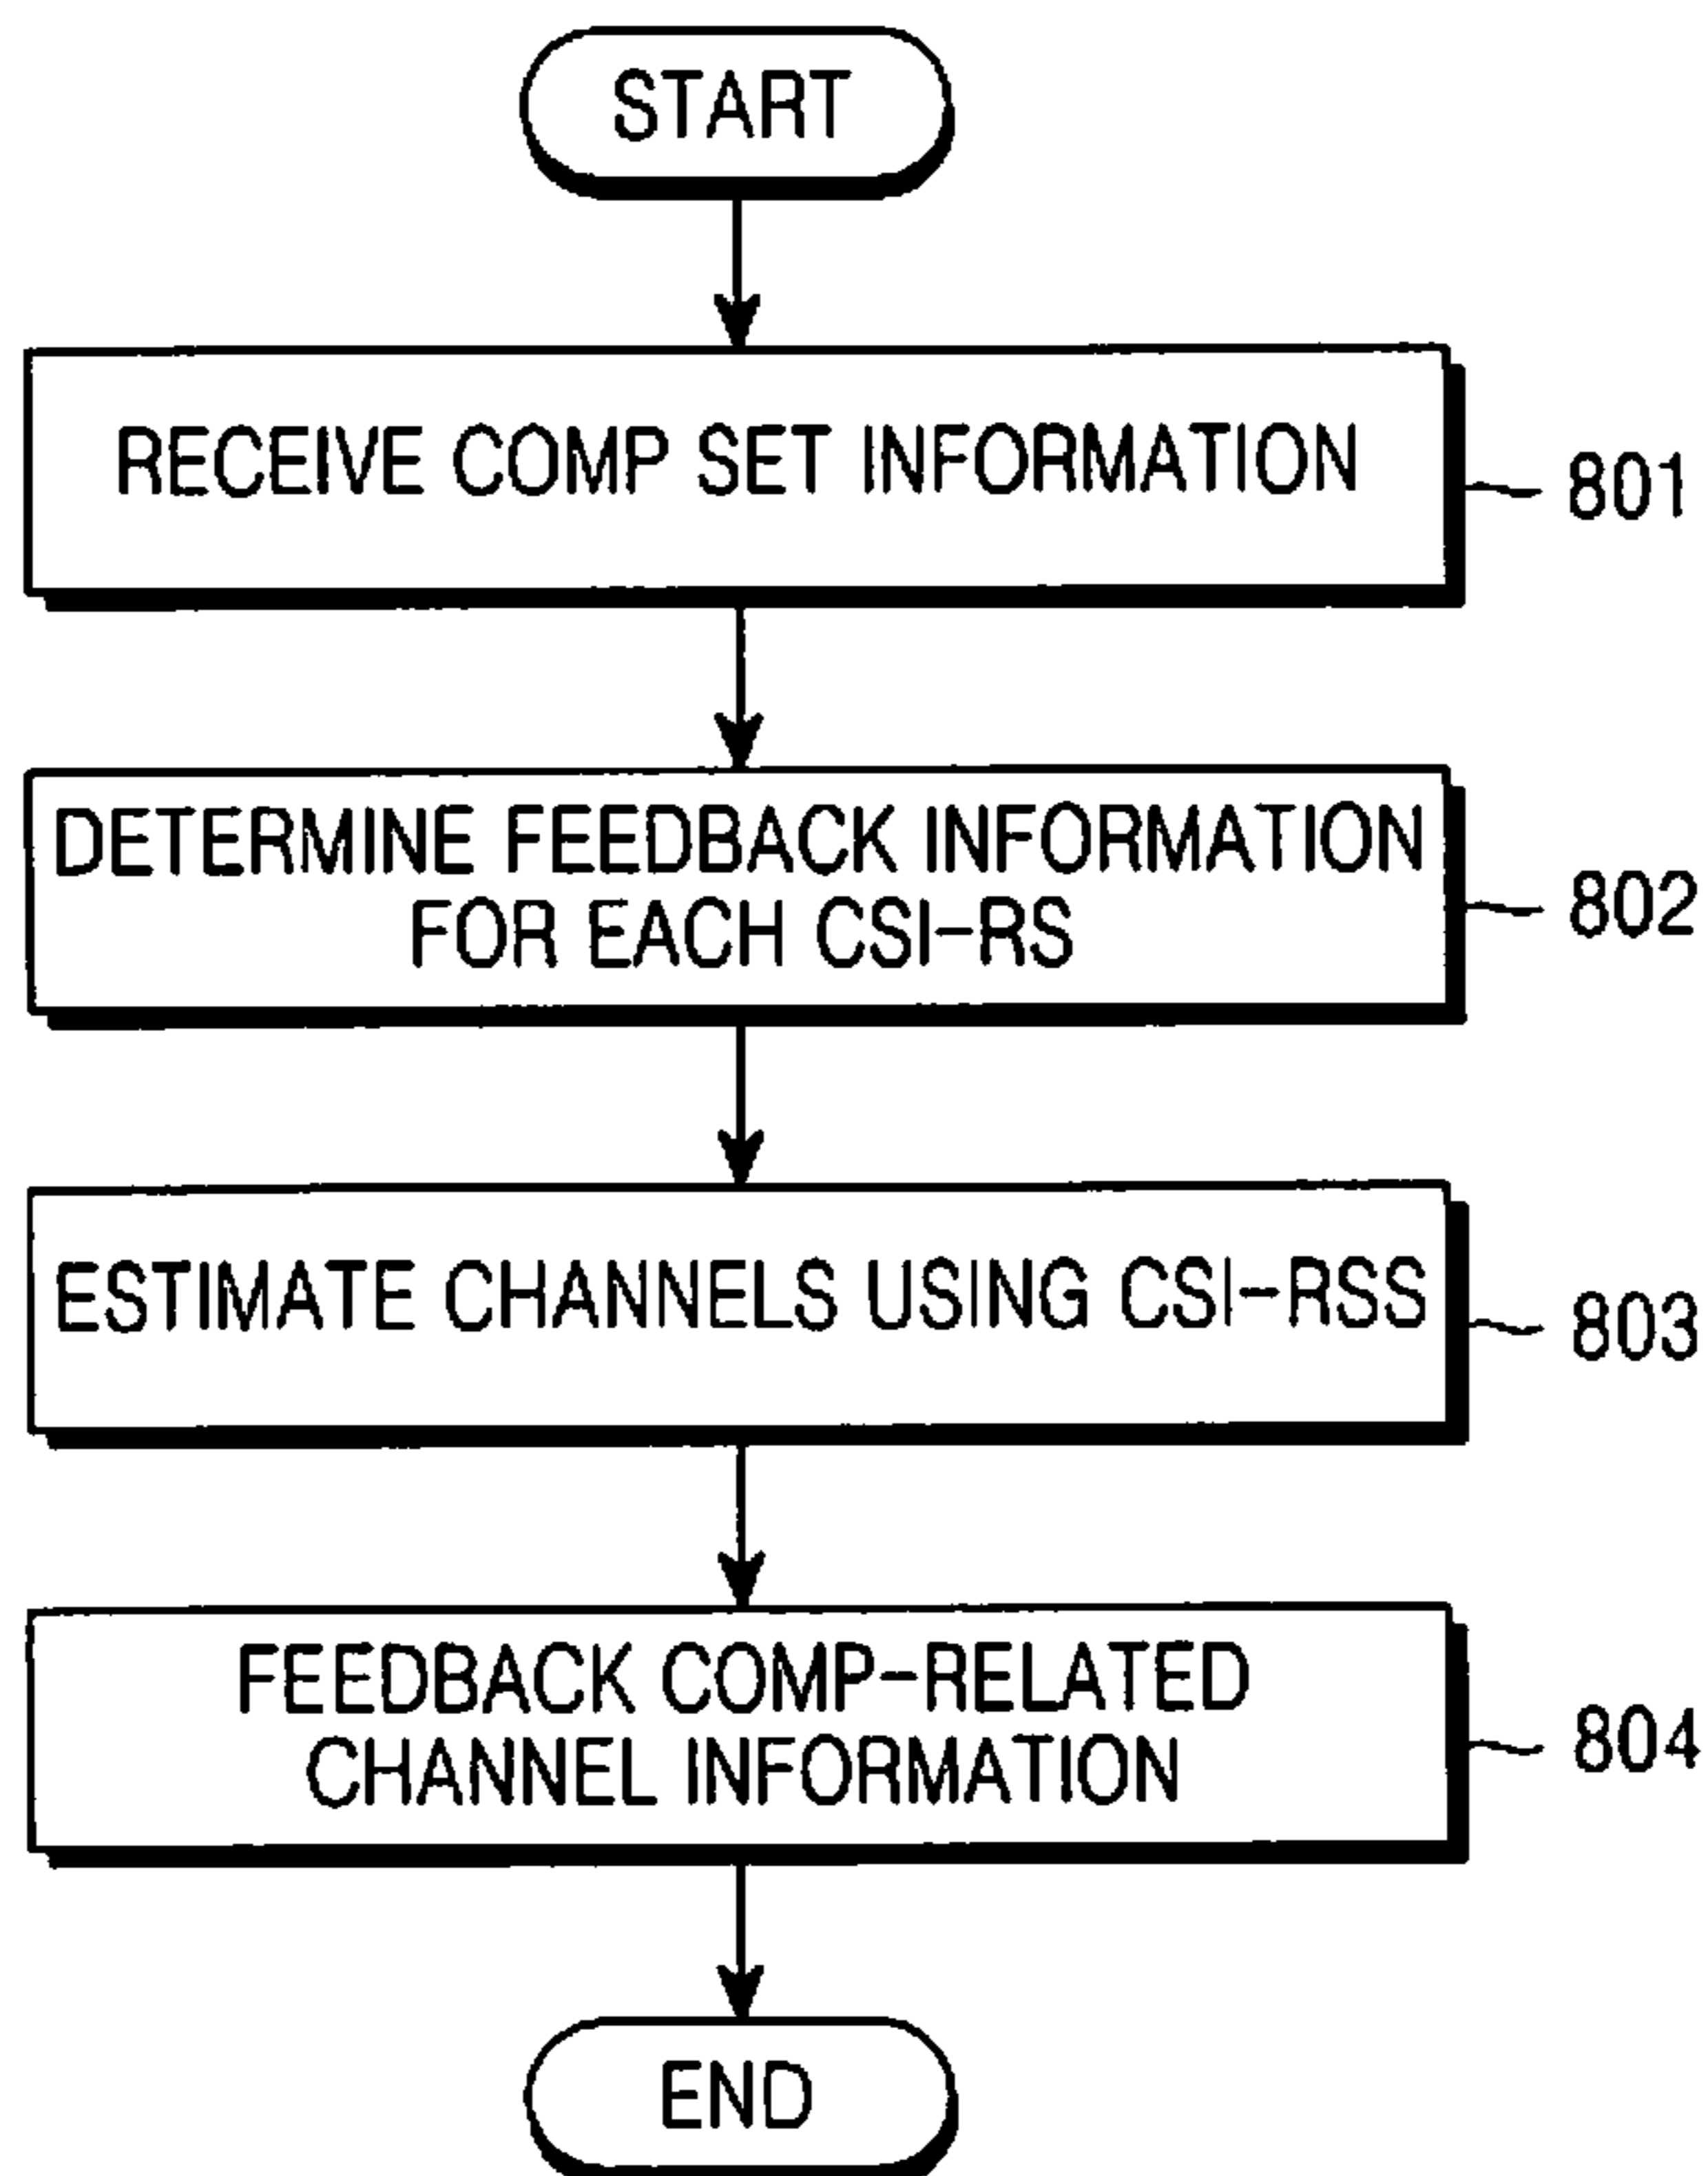 START
RECEIVE COMP SET INFORMATION
801
DETERMINE FEEDBACK INFORMATION
FOR EACH CSI-RS
802
ESTIMATE CHANNELS USING CSI-RSS
803
FEEDBACK COMP-RELATED
CHANNEL INFORMATION
804
END